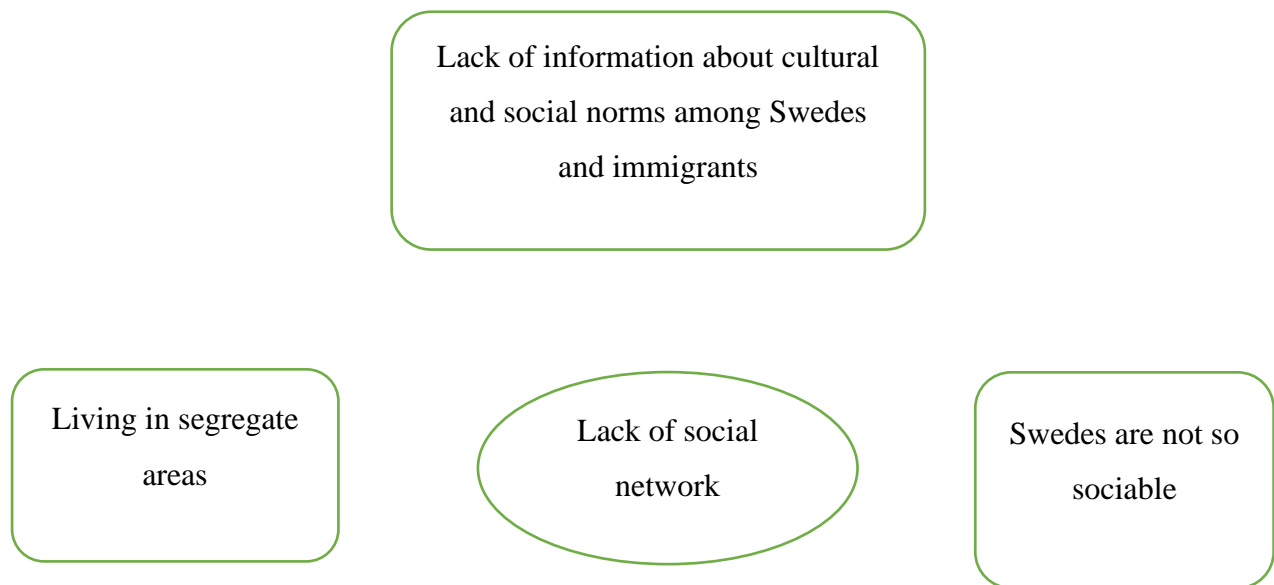 Lack of information about cultural
and social norms among Swedes
and immigrants
Living in segregate
areas
Lack of social
network
Swedes are not so
sociable